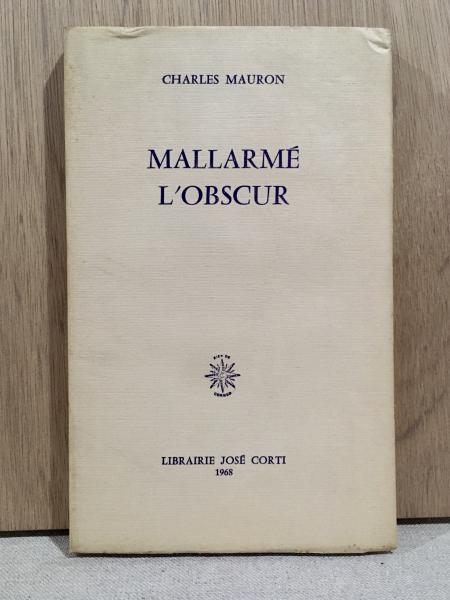 CHARLES MAURON
MALLARMÉ
L'OBSCUR
LIBRAIRIE JOSÉ CORTI
1968